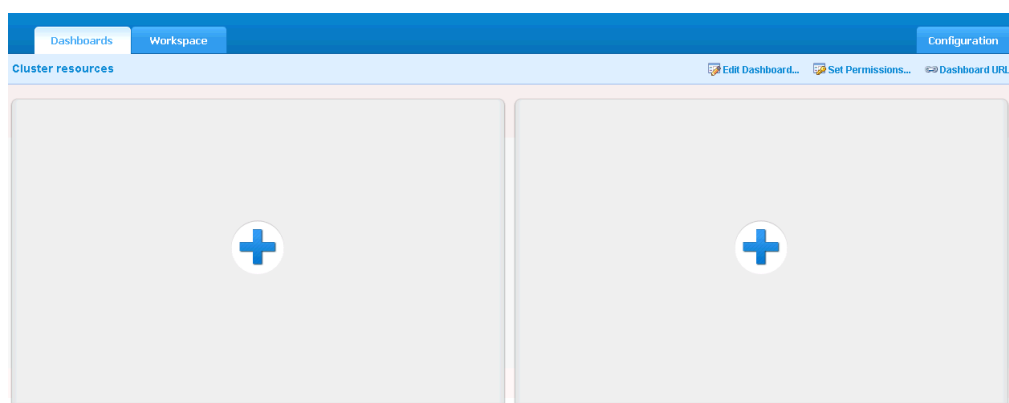 Dashboards Workspace Configuration
Cluster resources Edit Dashboard... Set Permissions... Dashboard URL